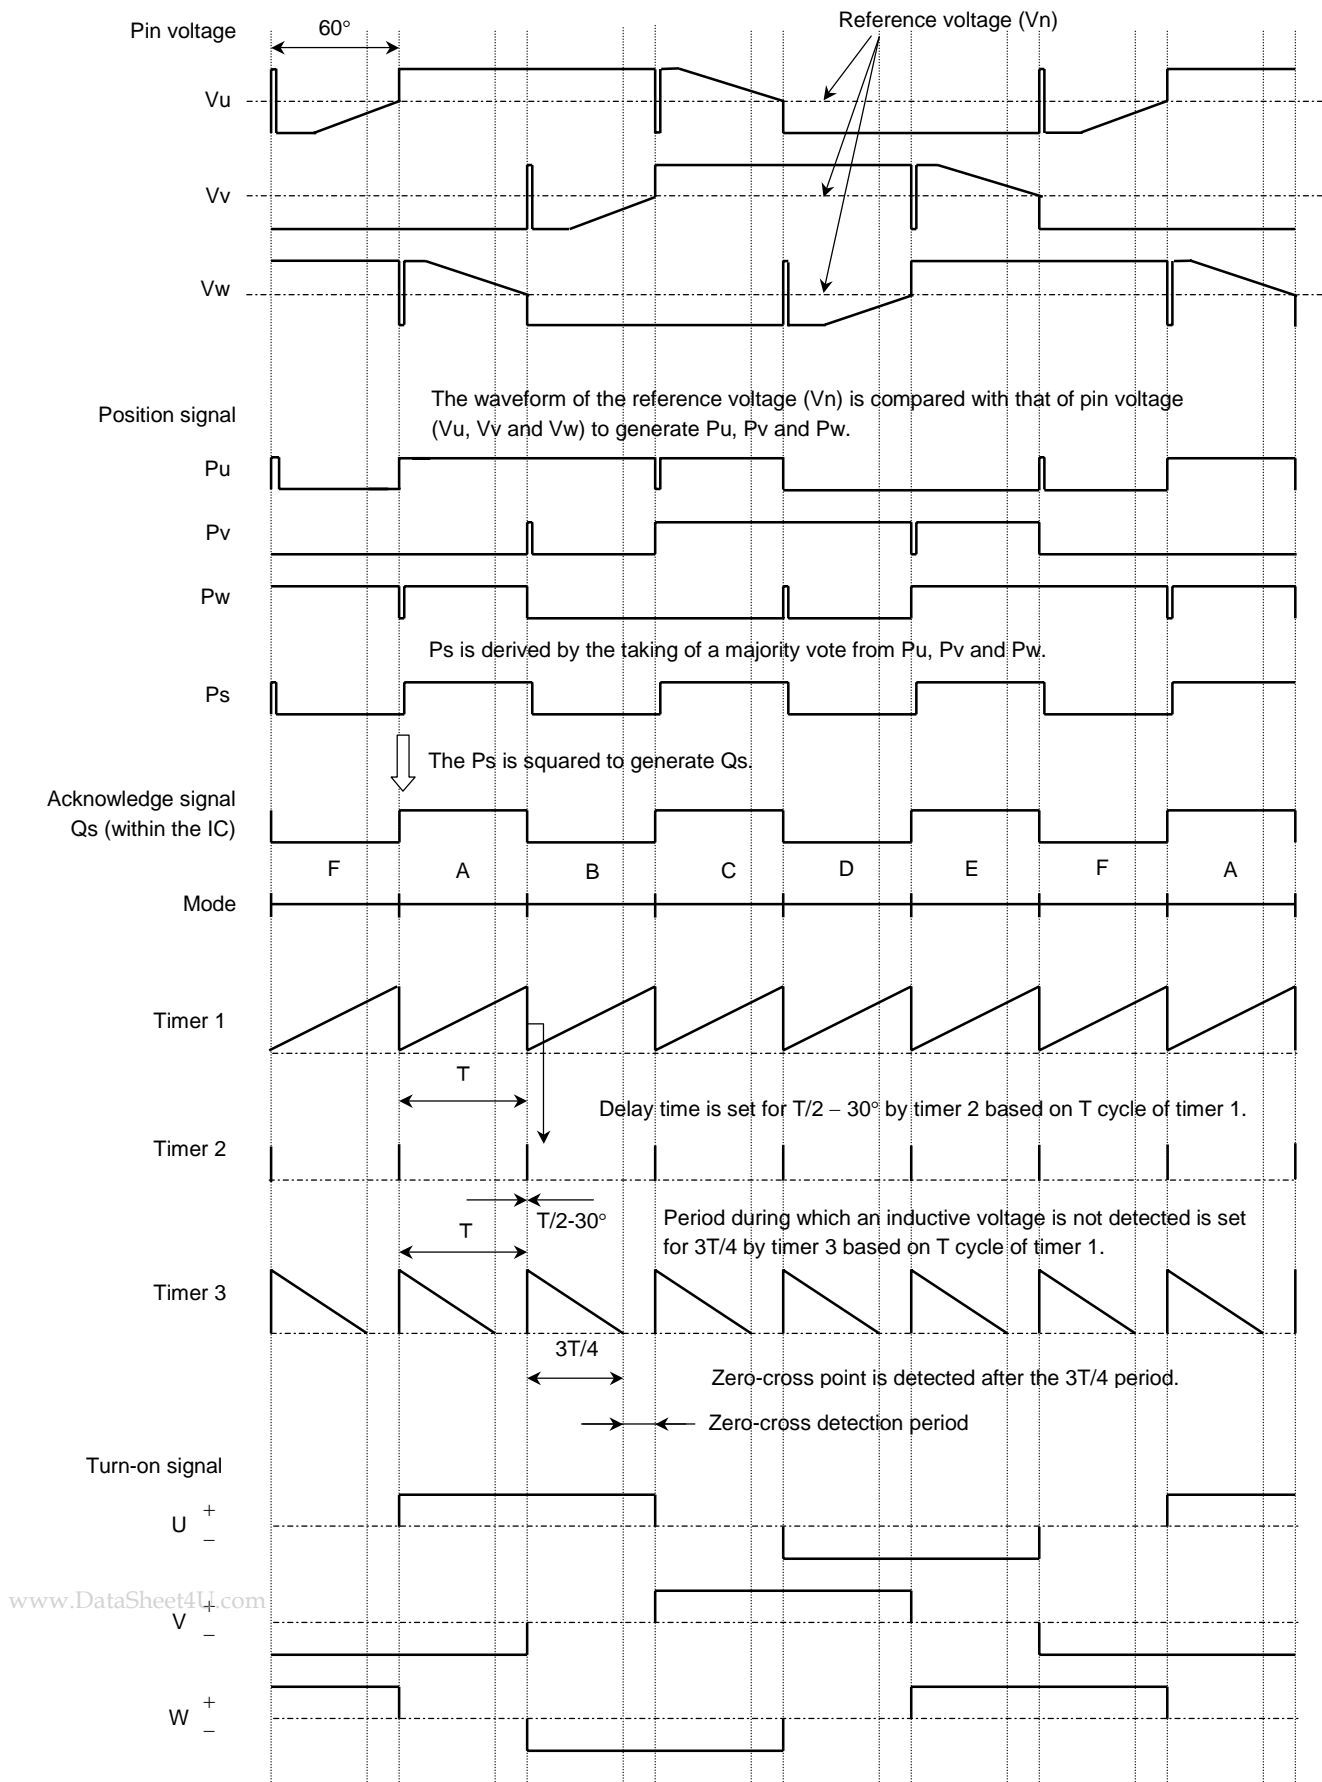 Reference voltage (Vn)
Pin voltage
60°
Vu
Vv
Vw
Position signal
The waveform of the reference voltage (Vn) is compared with that of pin voltage
(Vu, Vv and Vw) to generate Pu, Pv and Pw.
Pu
Pv
Pw
Ps is derived by the taking of a majority vote from Pu, Pv and Pw.
Ps
The Ps is squared to generate Qs.
Acknowledge signal
Qs (within the IC)
F A B C D E F A
Mode
Timer 1
T
Delay time is set for T/2 − 30° by timer 2 based on T cycle of timer 1.
Timer 2
T/2-30°
T
Period during which an inductive voltage is not detected is set
for 3T/4 by timer 3 based on T cycle of timer 1.
Timer 3
3T/4
Zero-cross point is detected after the 3T/4 period.
Zero-cross detection period
Turn-on signal
U + −
www.DataSheet4U.com
V + −
W + −